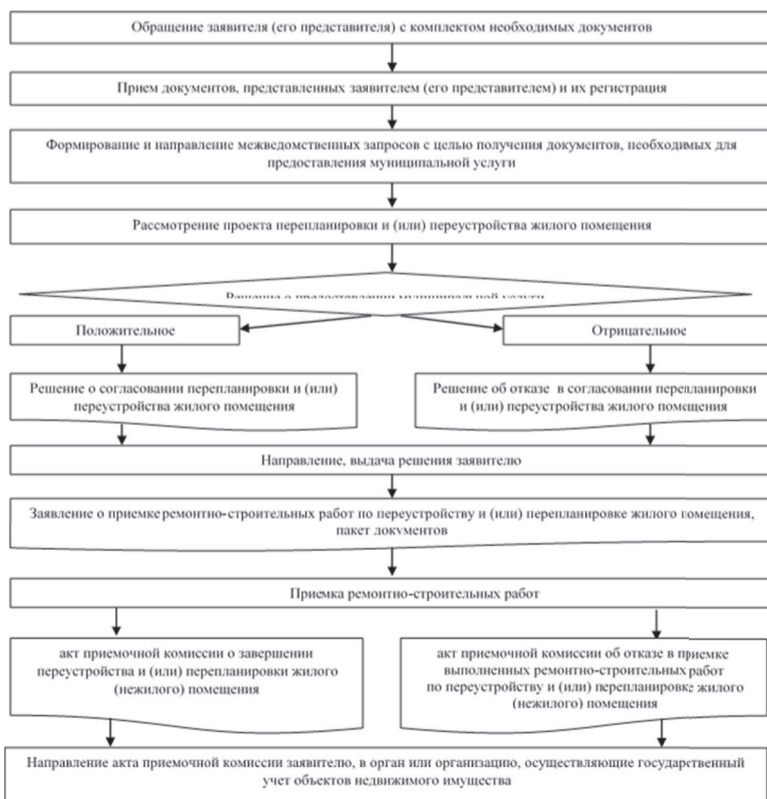 Обращение заявителя (его представителя) с комплектом необходимых документов
Прием документов, представленных заявителем (его представителем) и их регистрация
Формирование и направление межведомственных запросов с целью получения документов, необходимых для
предоставления муниципальной услуги
Рассмотрение проекта перепланировки и (или) переустройства жилого помещения
Решение о предоставлении муниципальной услуги
Положительное
Отрицательное
Решение о согласовании перепланировки и (или)
переустройства жилого помещения
Решение об отказе в согласовании перепланировки
и (или) переустройства жилого помещения
Направление, выдача решения заявителю
Заявление о приемке ремонтно-строительных работ по переустройству и (или) перепланировке жилого помещения,
пакет документов
Приемка ремонтно-строительных работ
акт приемочной комиссии о завершении
переустройства и (или) перепланировки жилого
(нежилого) помещения
акт приемочной комиссии об отказе в приемке
выполненных ремонтно-строительных работ
по переустройству и (или) перепланировке жилого
(нежилого) помещения
Направление акта приемочной комиссии заявителю, в орган или организацию, осуществляющие государственный
учет объектов недвижимого имущества